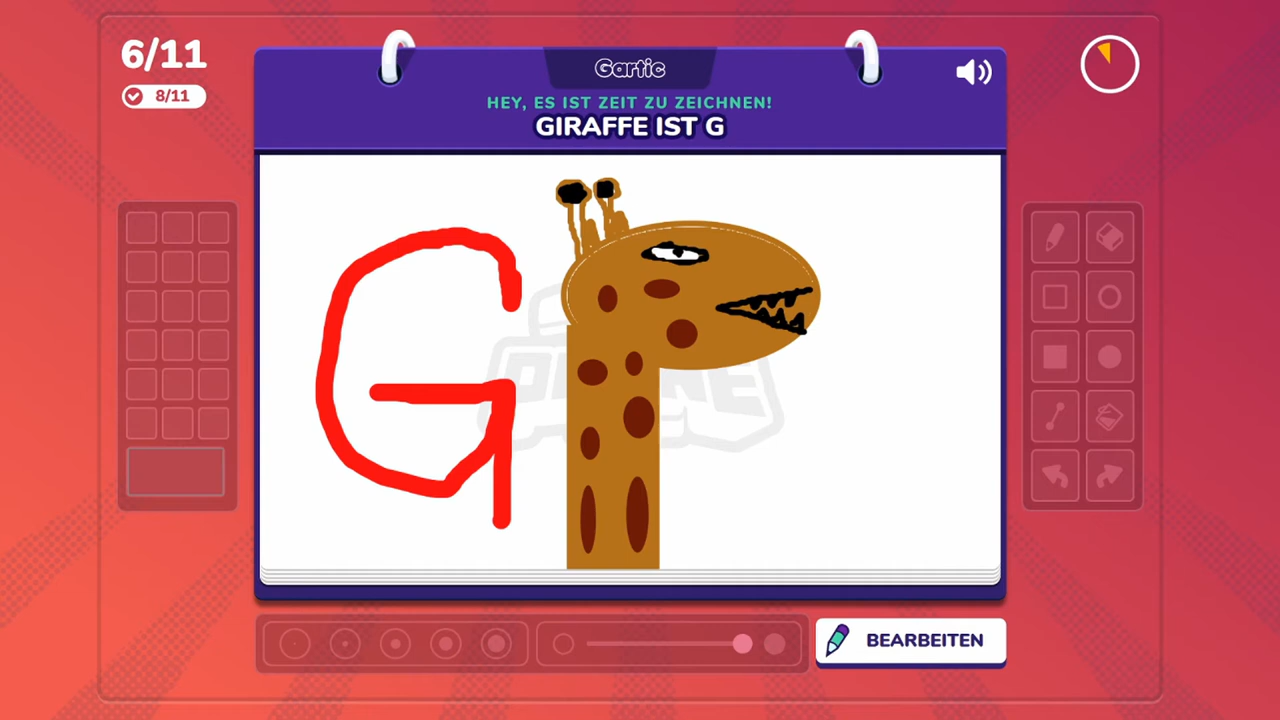 6/11
8/11
Gartic
HEY, ES IST ZEIT ZU ZEICHNEN!
GIRAFFE IST G
G
BEARBEITEN